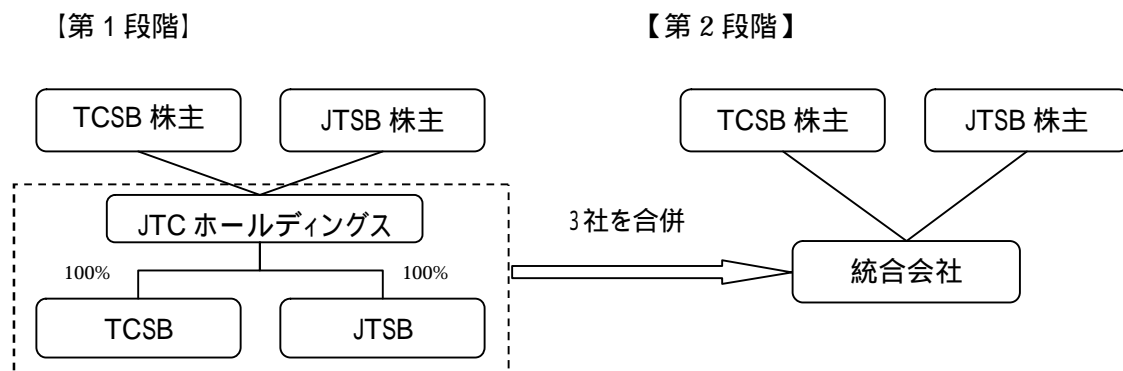 【第1段階】
【第2段階】
TCSB 株主
JTSB 株主
TCSB 株主
JTSB 株主
JTC ホールディングス
3社を合併
100%
100%
統合会社
TCSB
JTSB